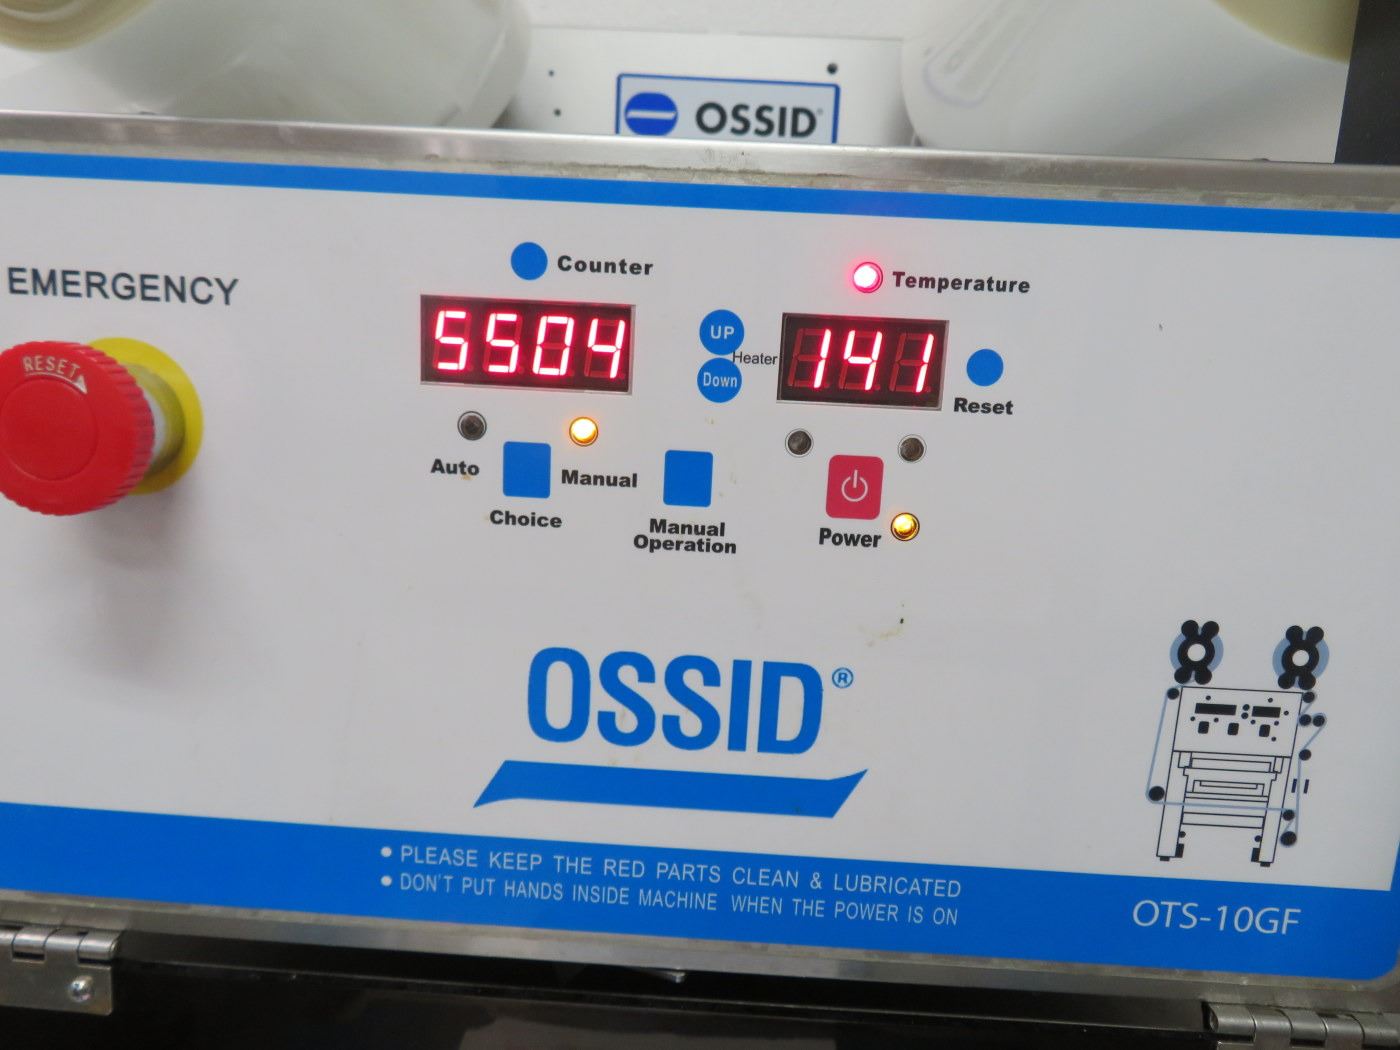 OSSID
EMERGENCY
RESET
Counter
5504
UP
Heater
Down
Temperature
141
Reset
Auto
Manual
Choice
Manual
Operation
Power
OSSID®
• PLEASE KEEP THE RED PARTS CLEAN & LUBRICATED
• DON'T PUT HANDS INSIDE MACHINE WHEN THE POWER IS ON
OTS-10GF